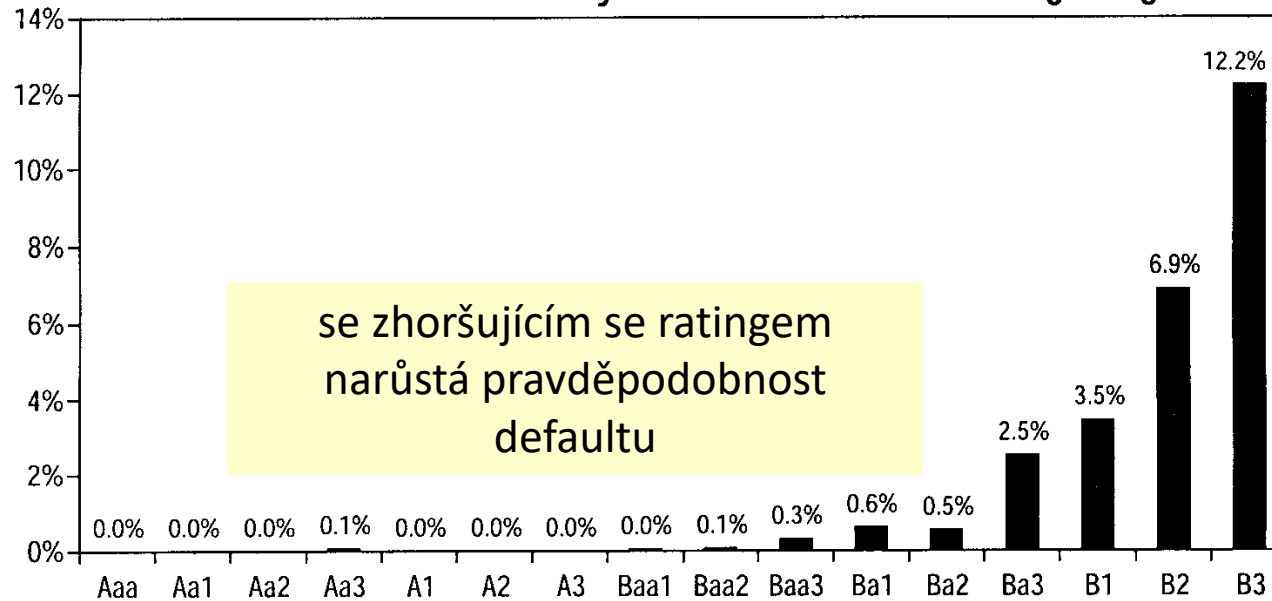 14%
12.2%
12%
10%
8%
6.9%
se zhoršujícím se ratingem
6%
narůstá pravděpodobnost
4%
3.5%
defaultu
2.5%
2%
0.0% 0.0% 0.0% 0.1% 0.0% 0.0% 0.0% 0.0% 0.1% 0.3% 0.6% 0.5%
0%
Aaa Aa1 Aa2 Aa3 A1 A2 A3 Baa1 Baa2 Baa3 Ba1 Ba2 Ba3 B1 B2 B3